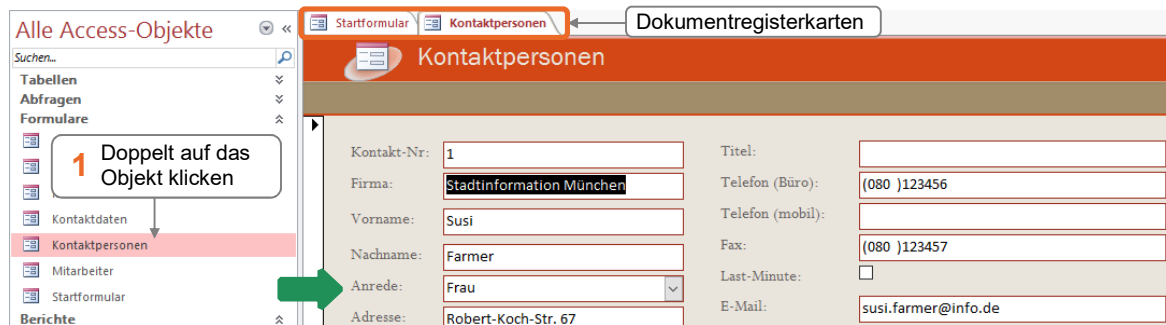 Alle Access-Objekte
Suchen...
Tabellen
Abfragen
Formulare
1 Doppelt auf das
Objekt klicken
Kontaktdaten
Kontaktpersonen
Mitarbeiter
Startformular
Berichte
Startformular
Kontaktpersonen
Dokumentregisterkarten
Kontaktpersonen
Kontakt-Nr: 1
Firma: Stadtinformation München
Vorname: Susi
Nachname: Farmer
Anrede: Frau
Adresse: Robert-Koch-Str. 67
Titel:
Telefon (Büro): (080 )123456
Telefon (mobil):
Fax: (080 )123457
Last-Minute:
E-Mail: susi.farmer@info.de